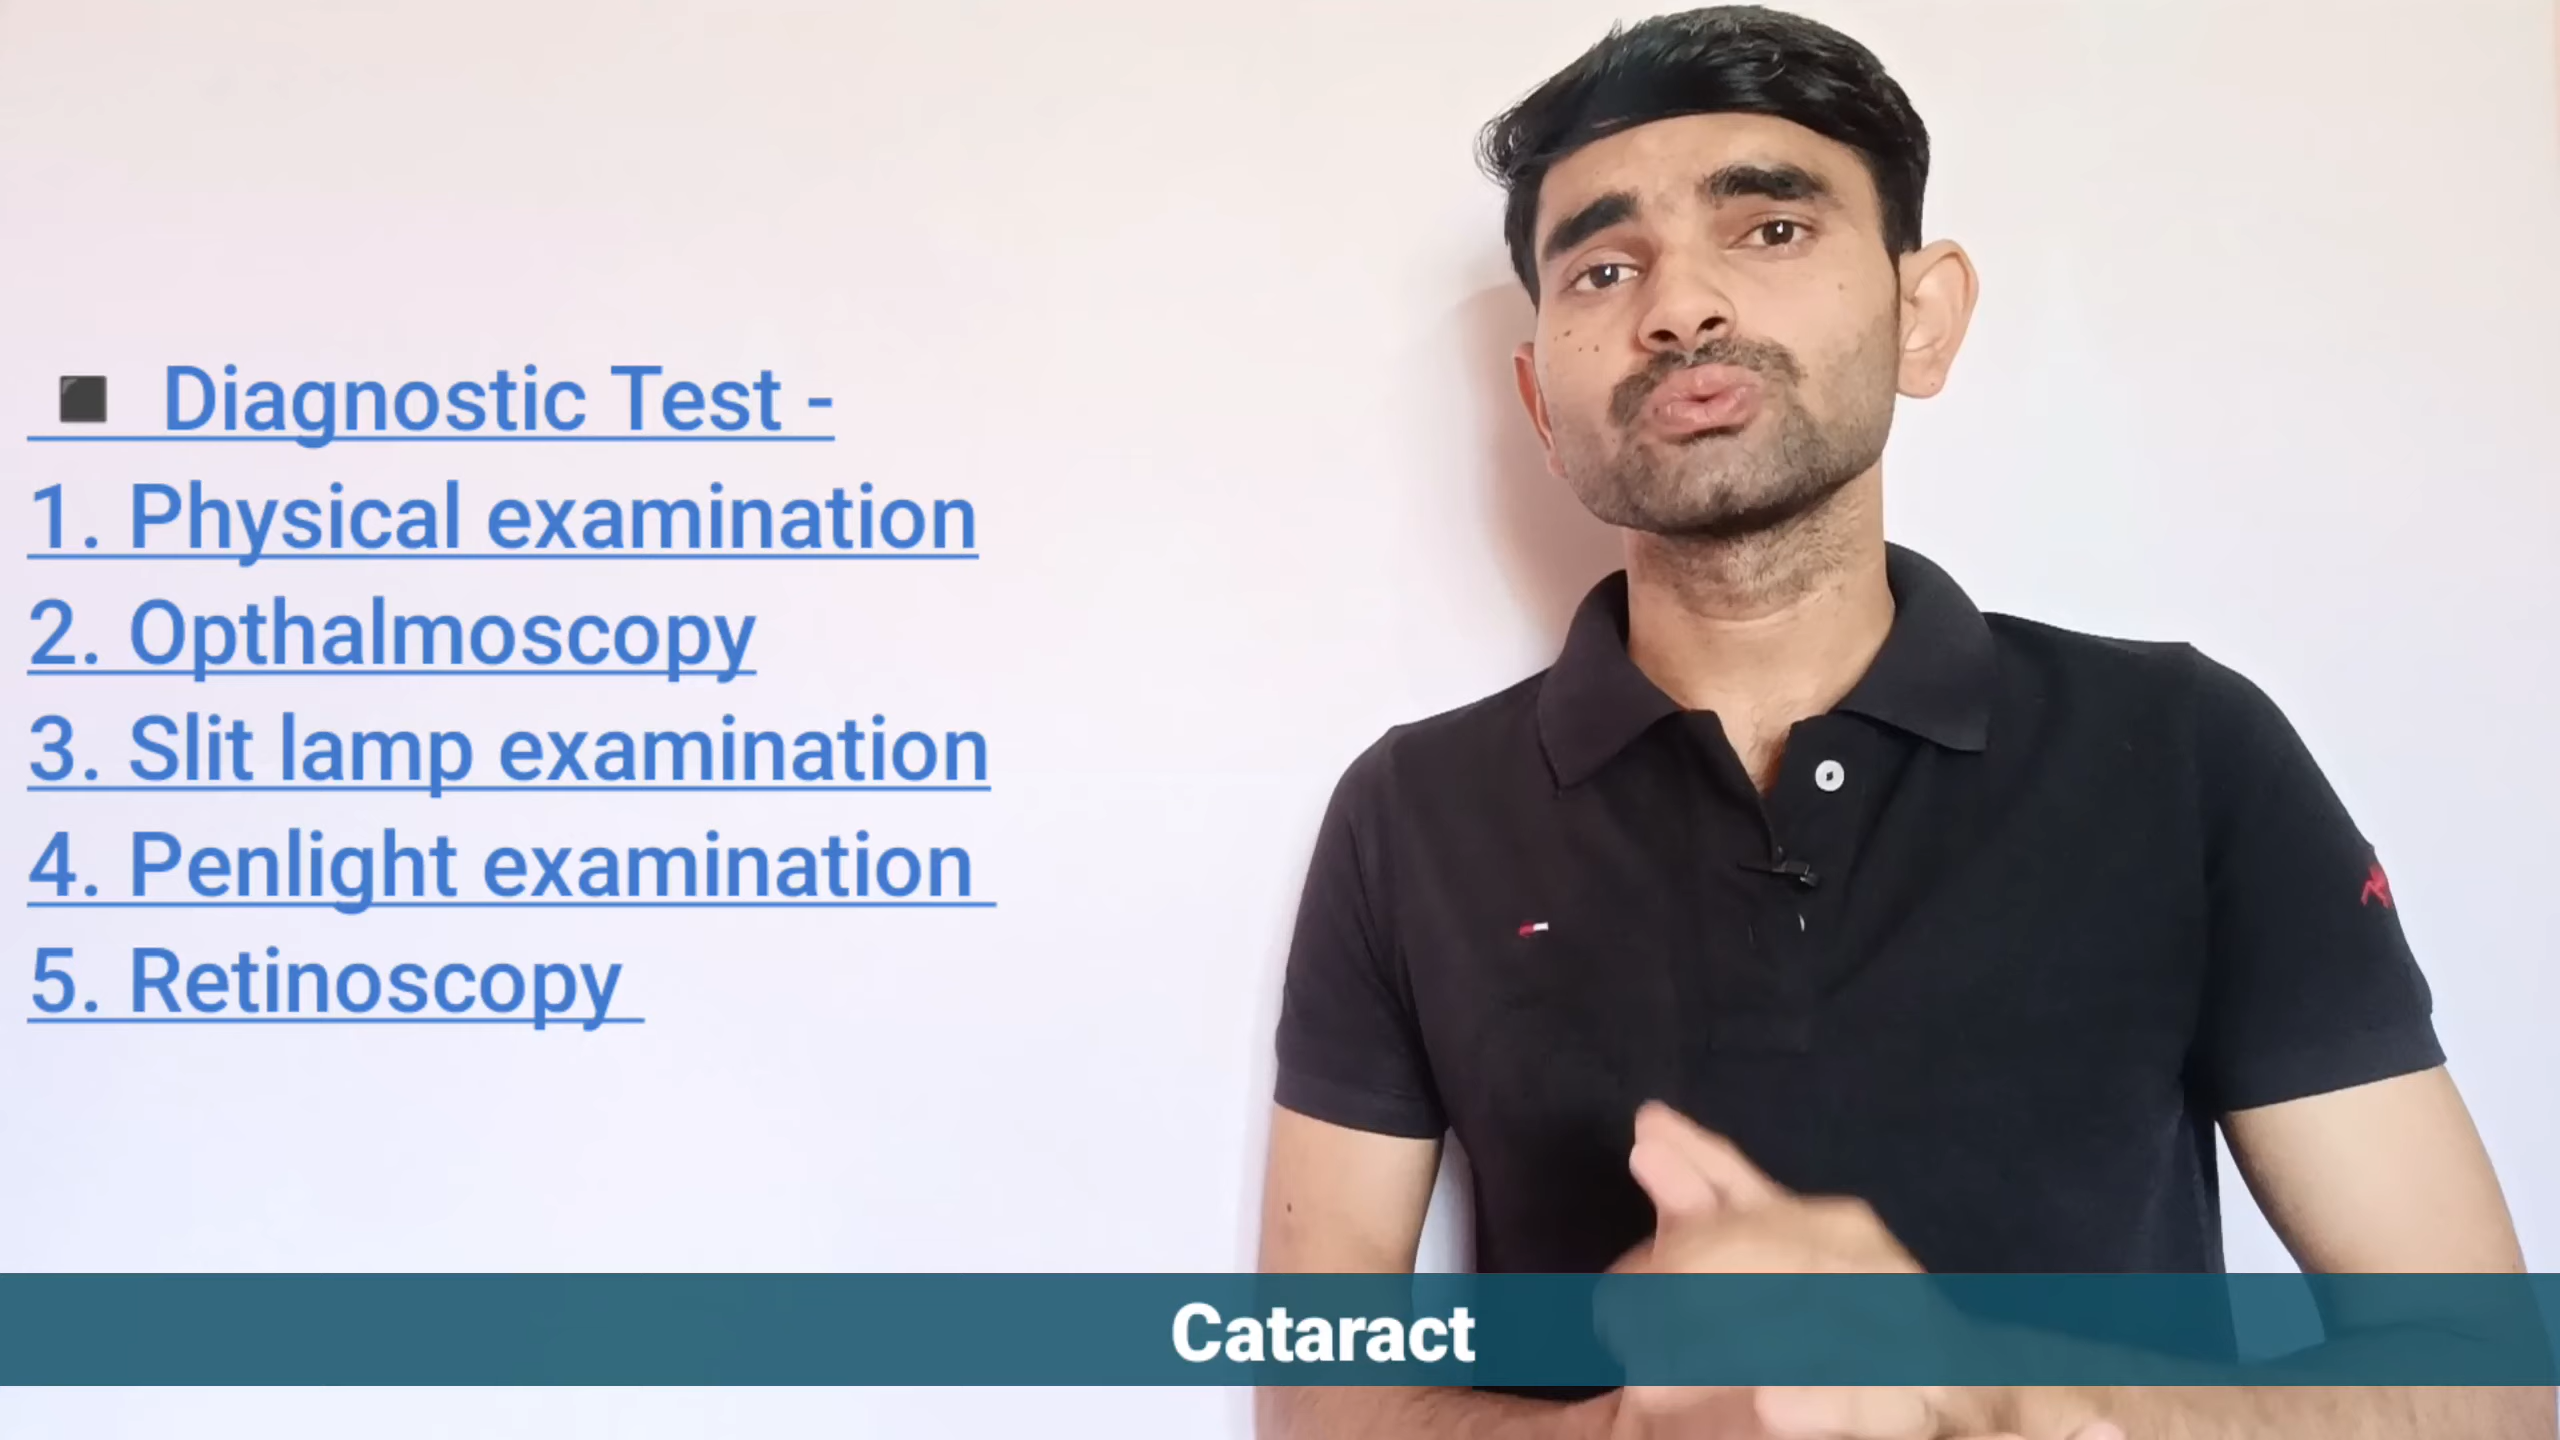 ▪ Diagnostic Test -
1. Physical examination
2. Opthalmoscopy
3. Slit lamp examination
4. Penlight examination
5. Retinoscopy
Cataract